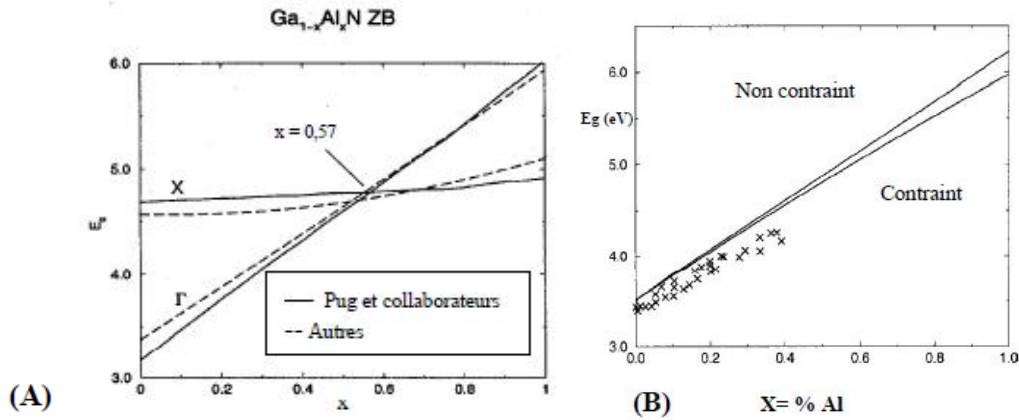 Ga1-xAlxN ZB
6.0
5.0
4.0
3.0
0
0.2
0.4
0.6
0.8
1
x = 0,57
X
Γ
Pug et collaborateurs
Autres
x
(A)
Non contraint
Eg (eV)
Contraint
6.0
5.0
4.0
3.0
0.0
0.2
0.4
0.6
0.8
1.0
(B)
X= % Al